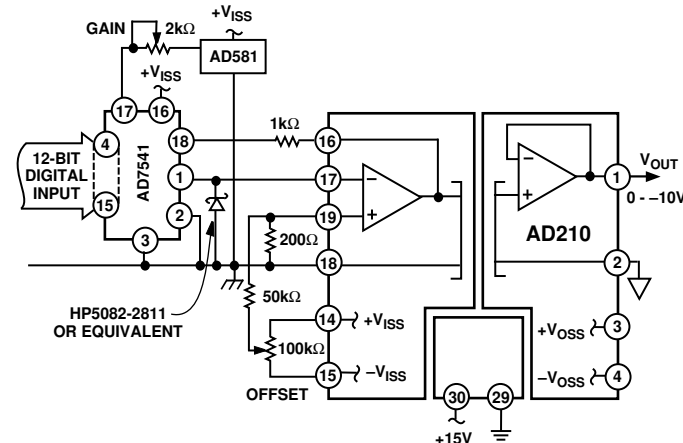 +VISS
GAIN
2kΩ
AD581
+VISS
17
16
4
18
1kΩ
16
12-BIT
DIGITAL
INPUT
AD7541
1
17
–
+
15
2
19
3
200Ω
18
HP5082-2811
OR EQUIVALENT
50kΩ
14
+VISS
100kΩ
15
–VISS
OFFSET
–
+
1
VOUT
0 - –10V
AD210
2
+VOSS
3
–VOSS
4
30
29
+15V